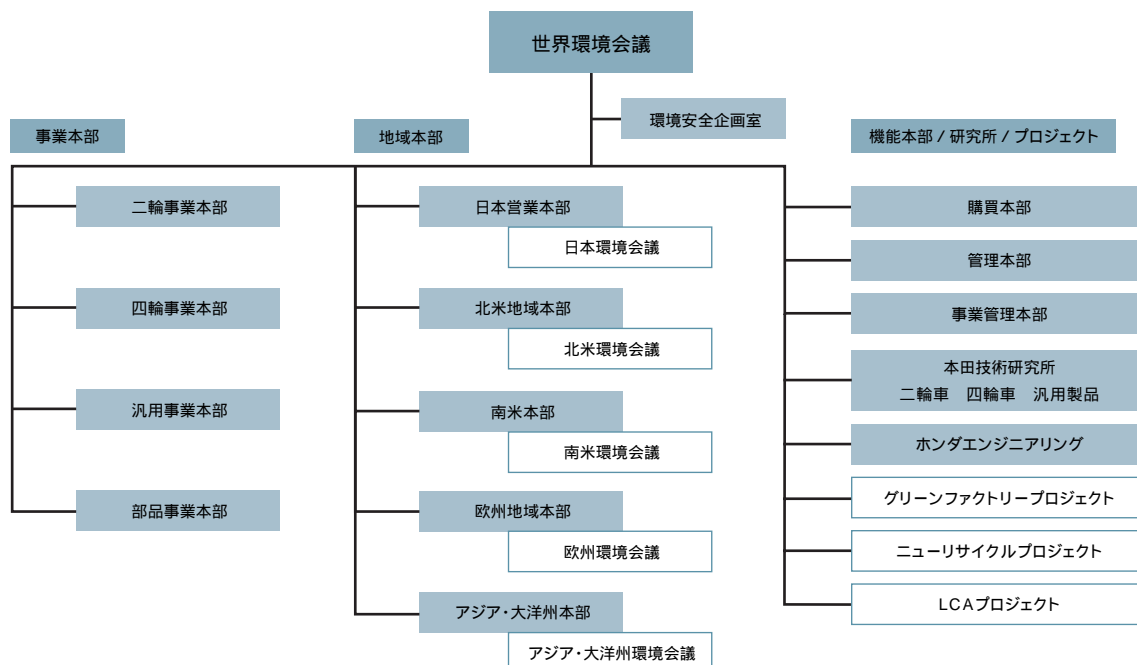 世界環境会議
環境安全企画室
事業本部
二輪事業本部
四輪事業本部
汎用事業本部
部品事業本部
地域本部
日本営業本部
日本環境会議
北米地域本部
北米環境会議
南米本部
南米環境会議
欧州地域本部
欧州環境会議
アジア・大洋州本部
アジア・大洋州環境会議
機能本部 / 研究所 / プロジェクト
購買本部
管理本部
事業管理本部
本田技術研究所
二輪車　四輪車　汎用製品
ホンダエンジニアリング
グリーンファクトリープロジェクト
ニューリサイクルプロジェクト
LCAプロジェクト